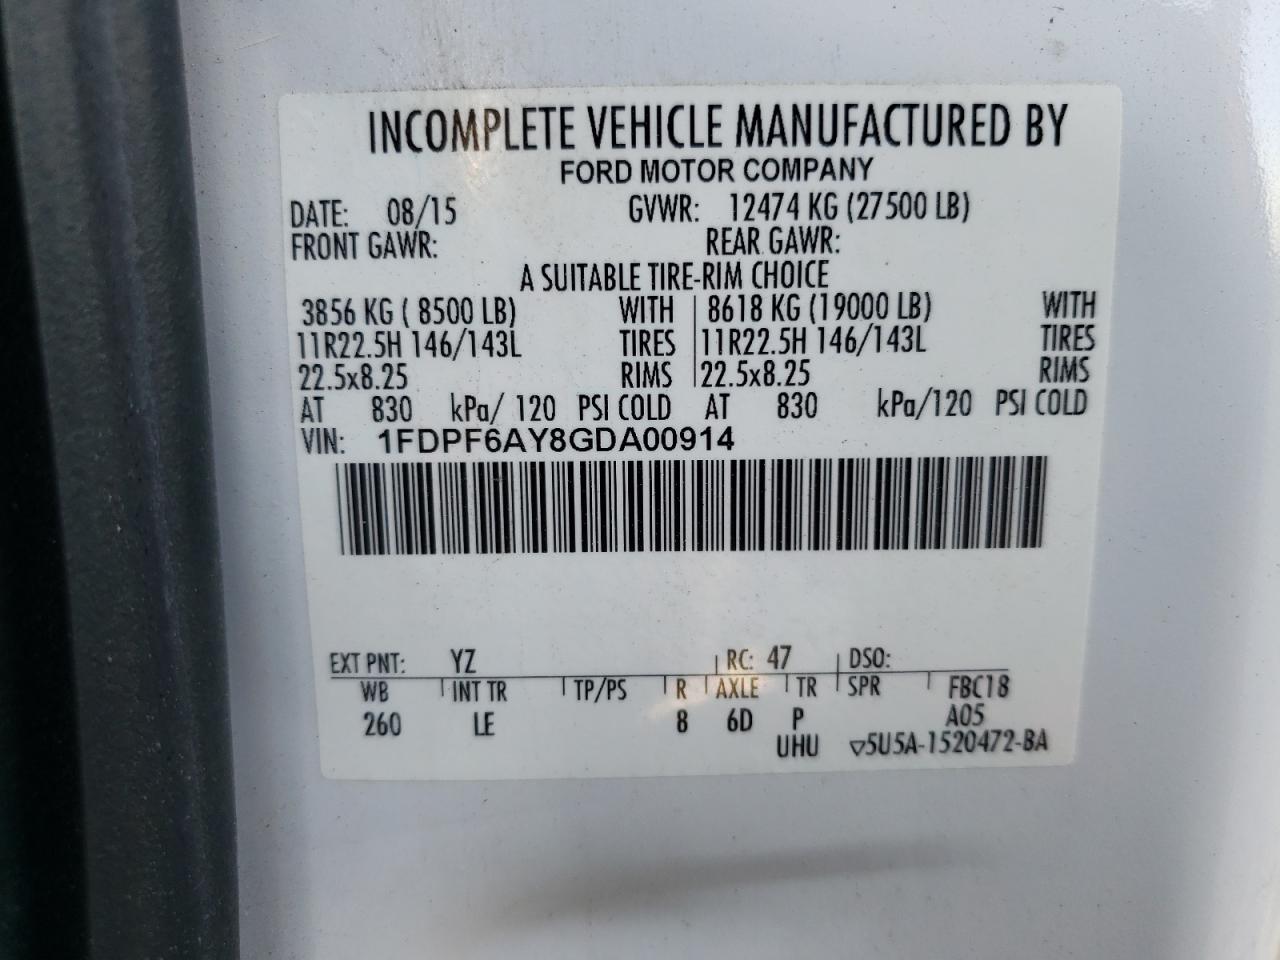 INCOMPLETE VEHICLE MANUFACTURED BY
FORD MOTOR COMPANY
DATE: 08/15 GVWR: 12474 KG (27500 LB)
FRONT GAWR: REAR GAWR:
A SUITABLE TIRE-RIM CHOICE
3856 KG ( 8500 LB) WITH 8618 KG (19000 LB) WITH
11R22.5H 146/143L TIRES 11R22.5H 146/143L TIRES
22.5x8.25 RIMS 22.5x8.25 RIMS
AT 830 kPa/ 120 PSI COLD AT 830 kPa/120 PSI COLD
VIN: 1FDPF6AY8GDA00914
EXT PNT: YZ RC: 47 DSO:
WB INT TR TP/PS R AXLE TR SPR FBC18
260 LE 8 6D P A05
UHU ▽5U5A-1520472-BA